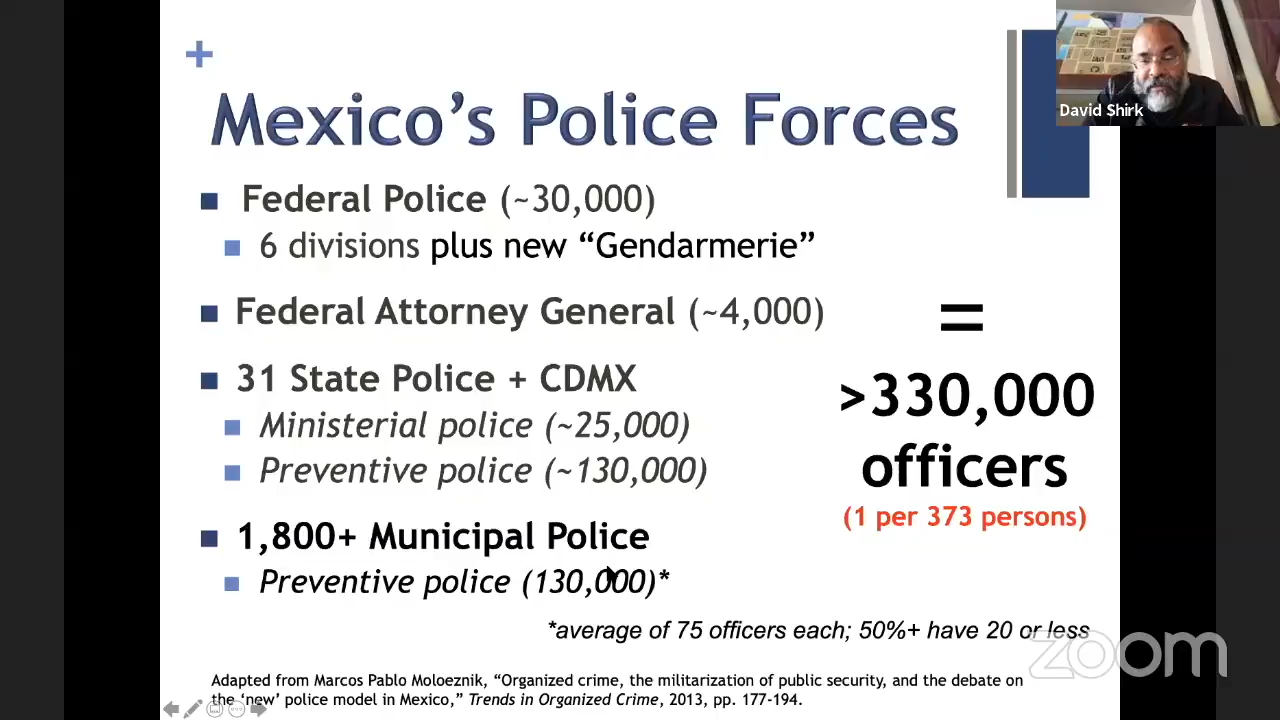 David Shirk
+
Mexico’s Police Forces
Federal Police (~30,000)
6 divisions plus new “Gendarmerie”
Federal Attorney General (~4,000)
31 State Police + CDMX
Ministerial police (~25,000)
Preventive police (~130,000)
1,800+ Municipal Police
Preventive police (130,000)*
=
>330,000
officers
(1 per 373 persons)
*average of 75 officers each; 50%+ have 20 or less
zoom
Adapted from Marcos Pablo Moloeznik, “Organized crime, the militarization of public security, and the debate on
the ‘new’ police model in Mexico,” Trends in Organized Crime, 2013, pp. 177-194.